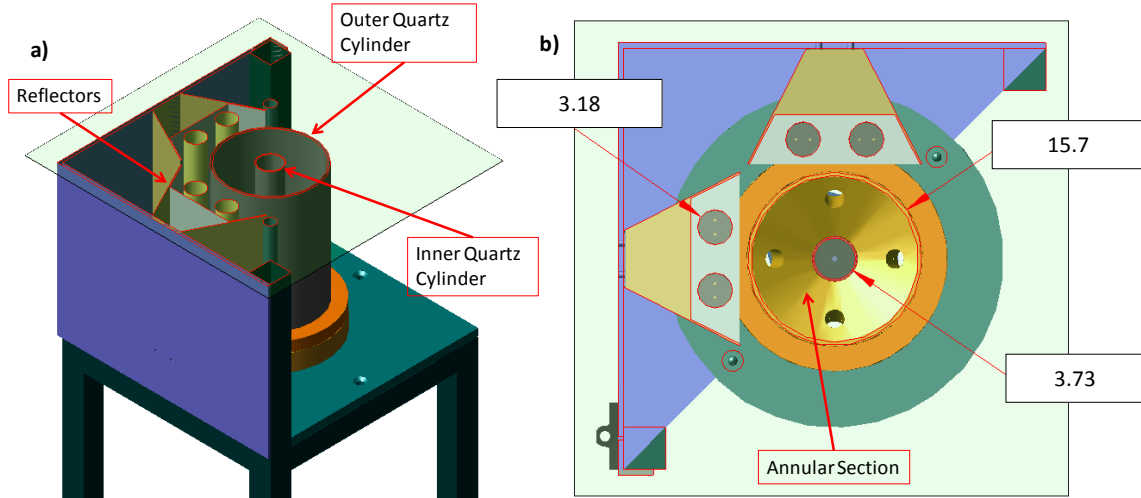 a)
Outer Quartz
Cylinder
Reflectors
Inner Quartz
Cylinder
b)
3.18
15.7
3.73
Annular Section